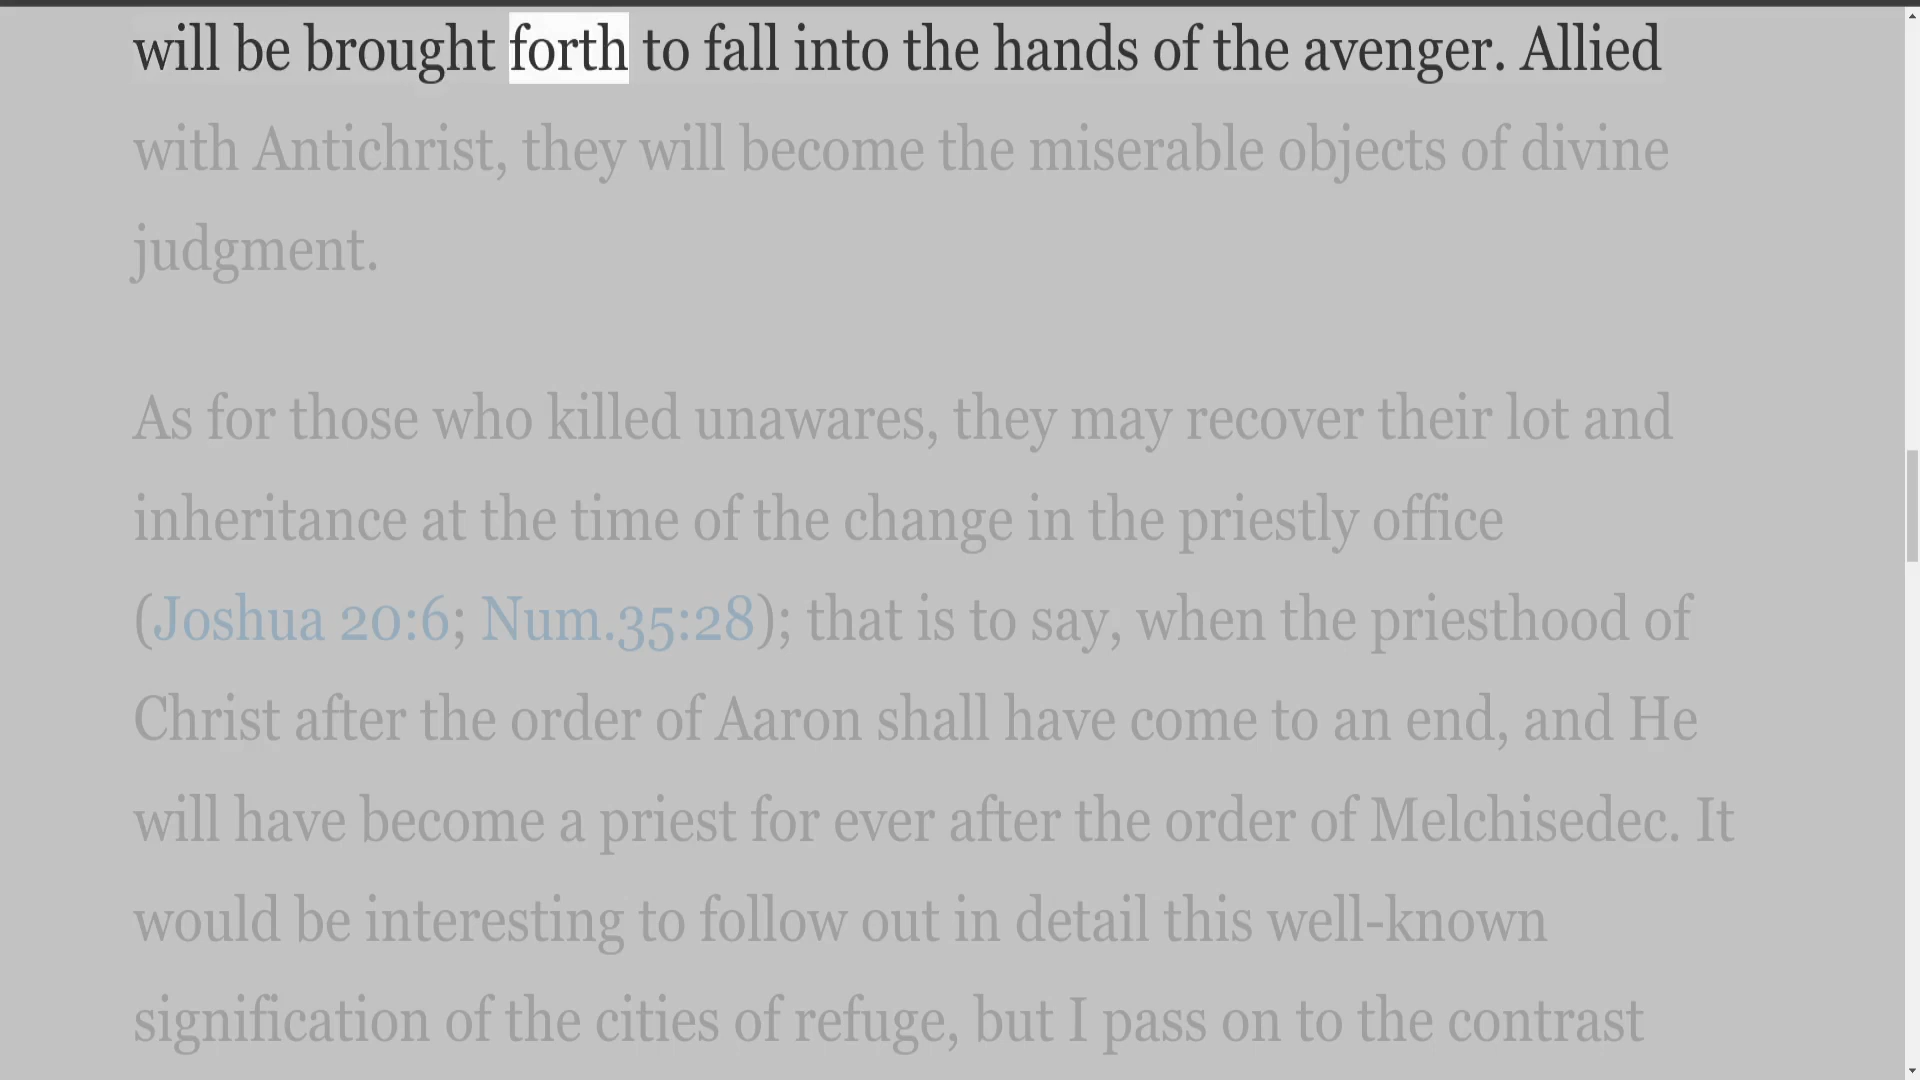 will be brought forth to fall into the hands of the avenger. Allied
with Antichrist, they will become the miserable objects of divine
judgment.
As for those who killed unawares, they may recover their lot and
inheritance at the time of the change in the priestly office
(Joshua 20:6; Num.35:28); that is to say, when the priesthood of
Christ after the order of Aaron shall have come to an end, and He
will have become a priest for ever after the order of Melchisedec. It
would be interesting to follow out in detail this well-known
signification of the cities of refuge, but I pass on to the contrast